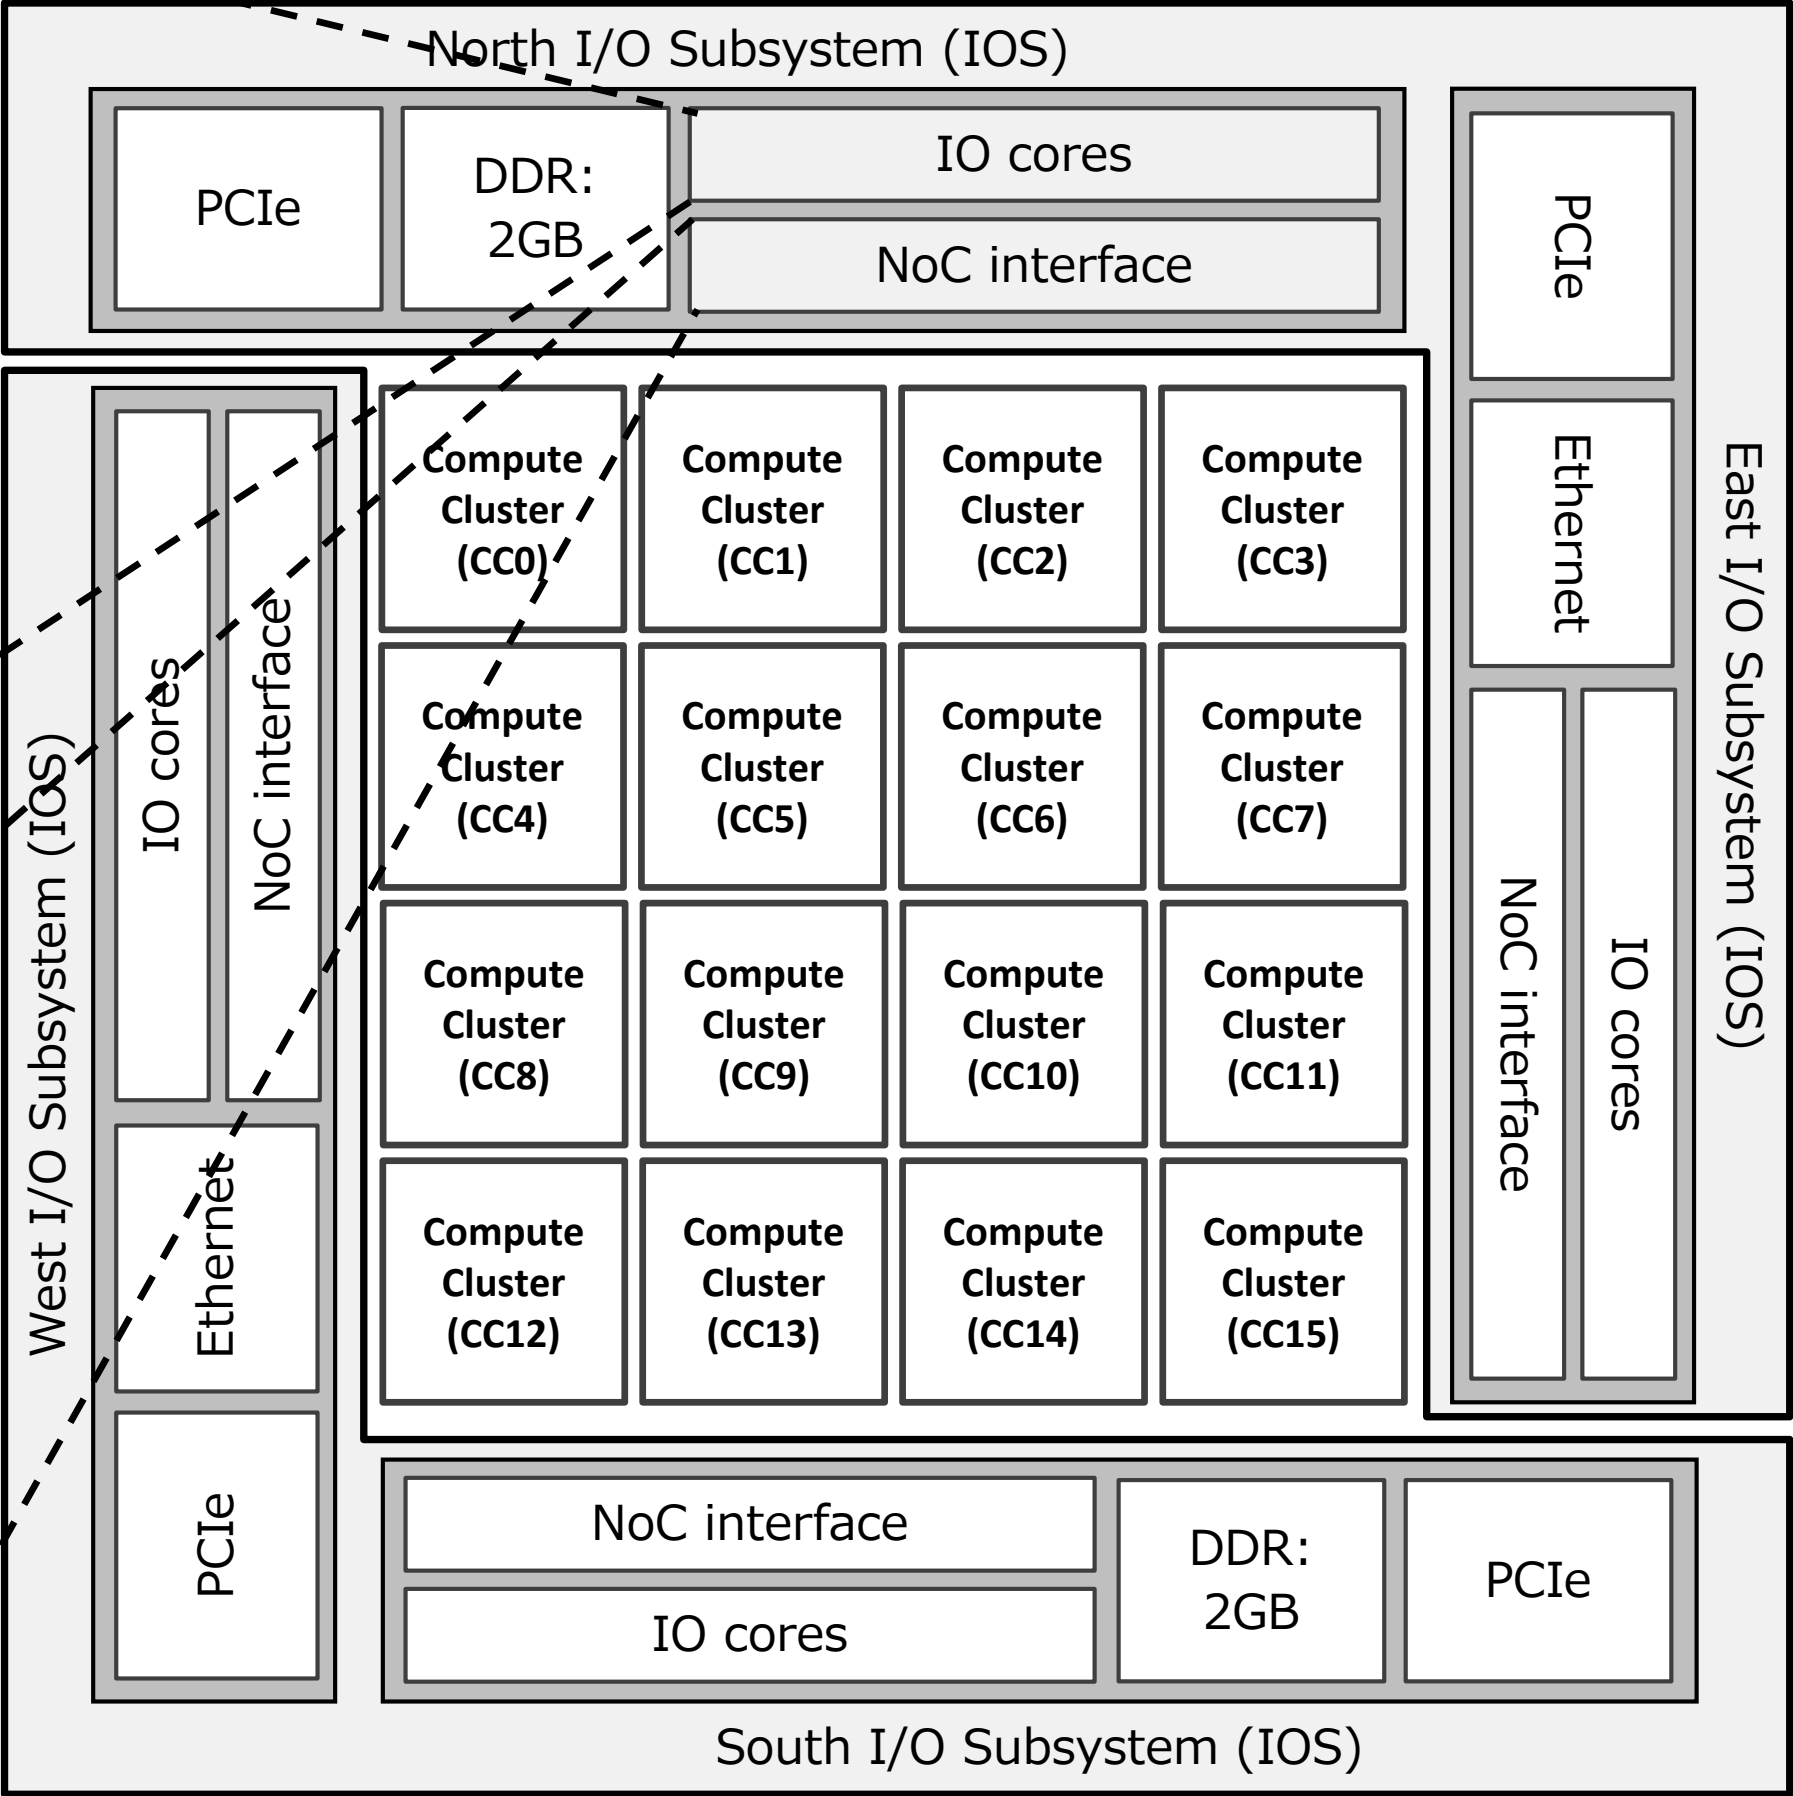 North I/O Subsystem (IOS)
PCIe
DDR:
2GB
IO cores
NoC interface
PCIe
Ethernet
NoC interface
IO cores
East I/O Subsystem (IOS)
West I/O Subsystem (IOS)
IO cores
NoC interface
Ethernet
PCIe
Compute
Cluster
(CC0)
Compute
Cluster
(CC1)
Compute
Cluster
(CC2)
Compute
Cluster
(CC3)
Compute
Cluster
(CC4)
Compute
Cluster
(CC5)
Compute
Cluster
(CC6)
Compute
Cluster
(CC7)
Compute
Cluster
(CC8)
Compute
Cluster
(CC9)
Compute
Cluster
(CC10)
Compute
Cluster
(CC11)
Compute
Cluster
(CC12)
Compute
Cluster
(CC13)
Compute
Cluster
(CC14)
Compute
Cluster
(CC15)
NoC interface
IO cores
DDR:
2GB
PCIe
South I/O Subsystem (IOS)